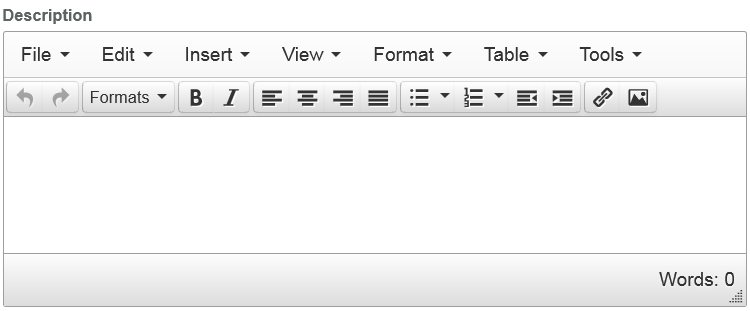 Description
File Edit Insert View Format Table Tools
Formats B I
Words: 0